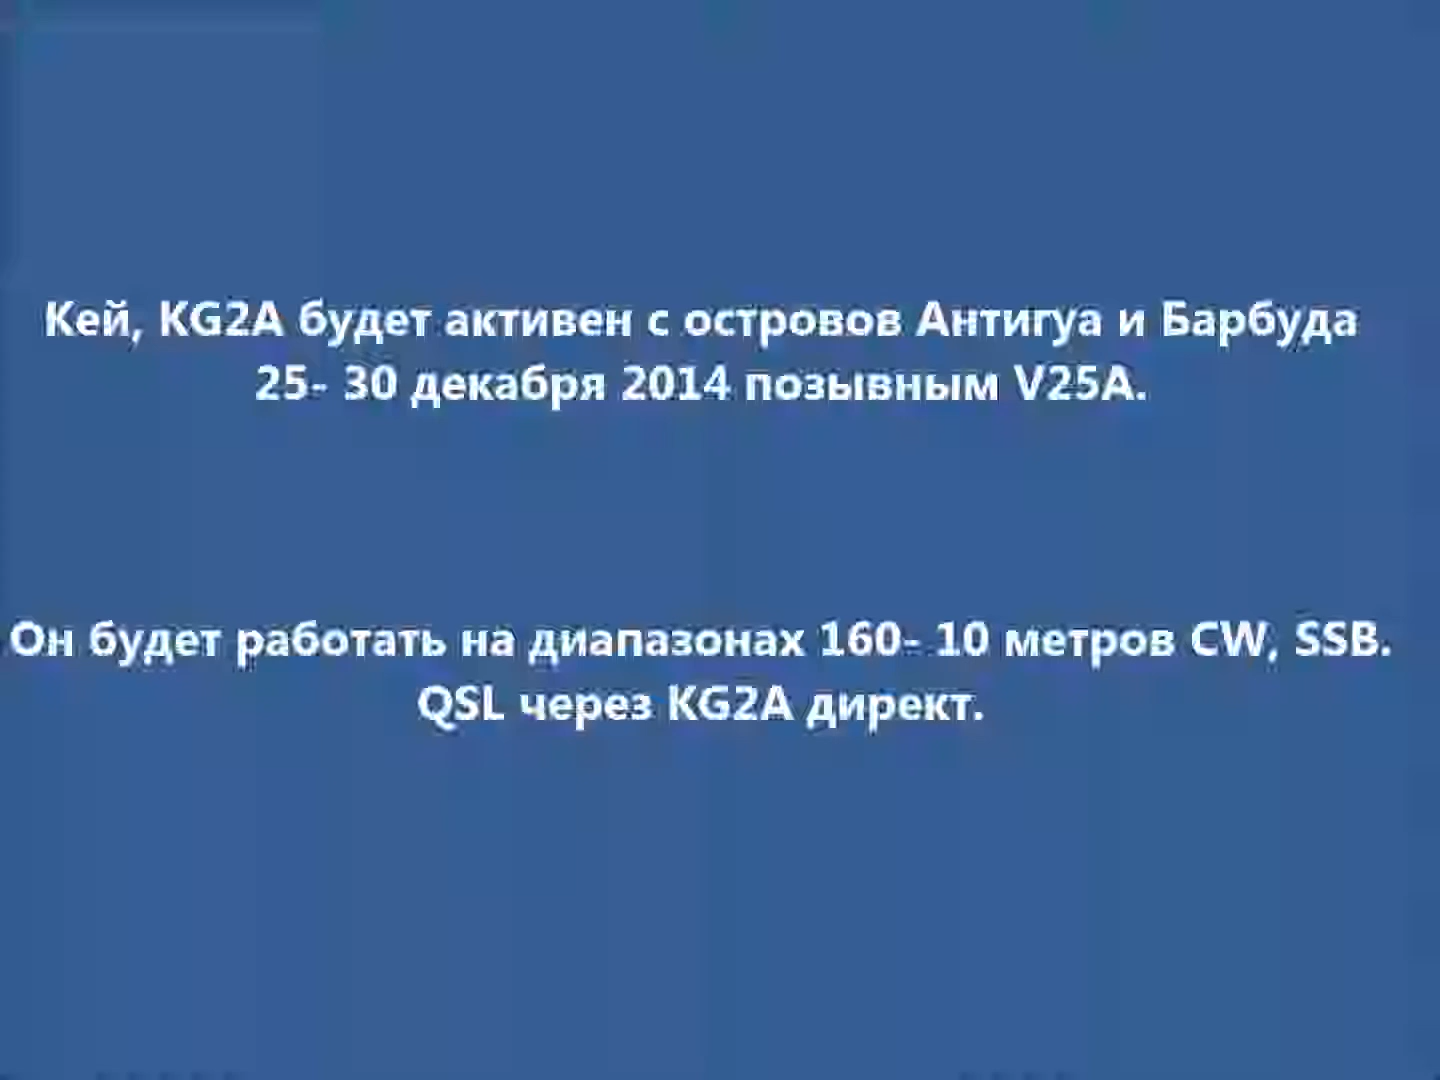 Кей, KG2A будет активен с островов Антигуа и Барбуда
25- 30 декабря 2014 позывным V25A.
Он будет работать на диапазонах 160- 10 метров CW, SSB.
QSL через KG2A директ.